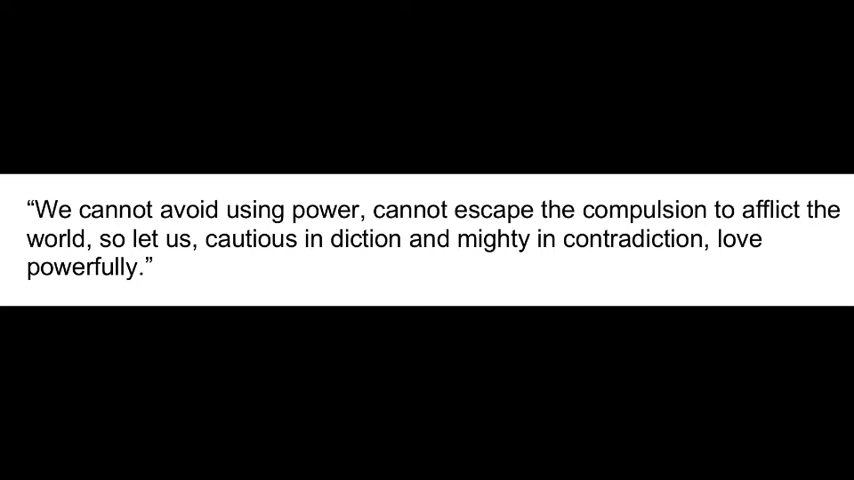 “We cannot avoid using power, cannot escape the compulsion to afflict the
world, so let us, cautious in diction and mighty in contradiction, love
powerfully.”